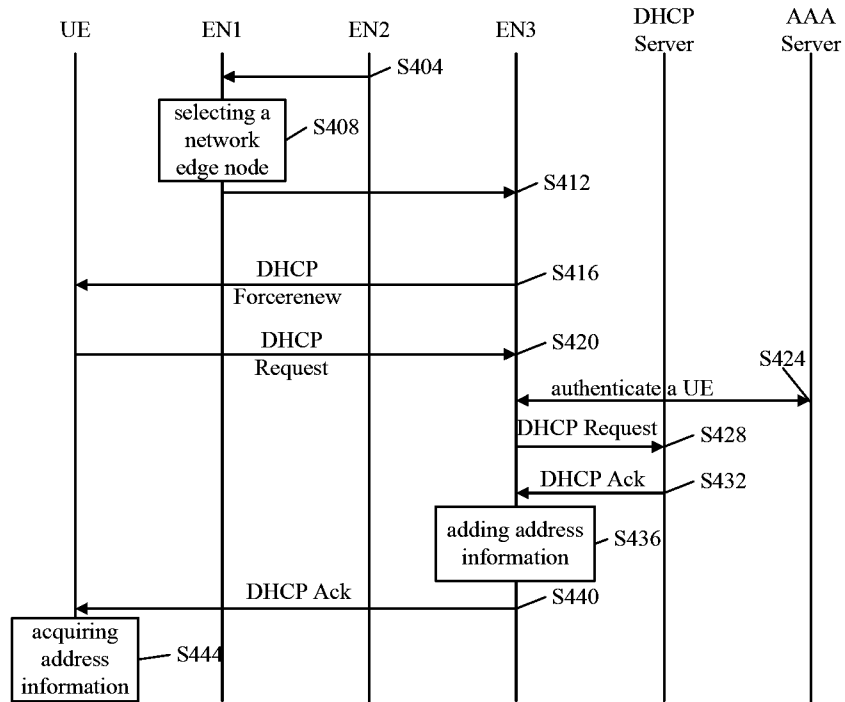 UE
EN1
EN2
EN3
DHCP
Server
AAA
Server
S404
selecting a
network
edge node
S408
S412
DHCP
Forcerenew
S416
DHCP
Request
S420
S424
authenticate a UE
DHCP Request
S428
DHCP Ack
S432
adding address
information
S436
DHCP Ack
S440
acquiring
address
information
S444